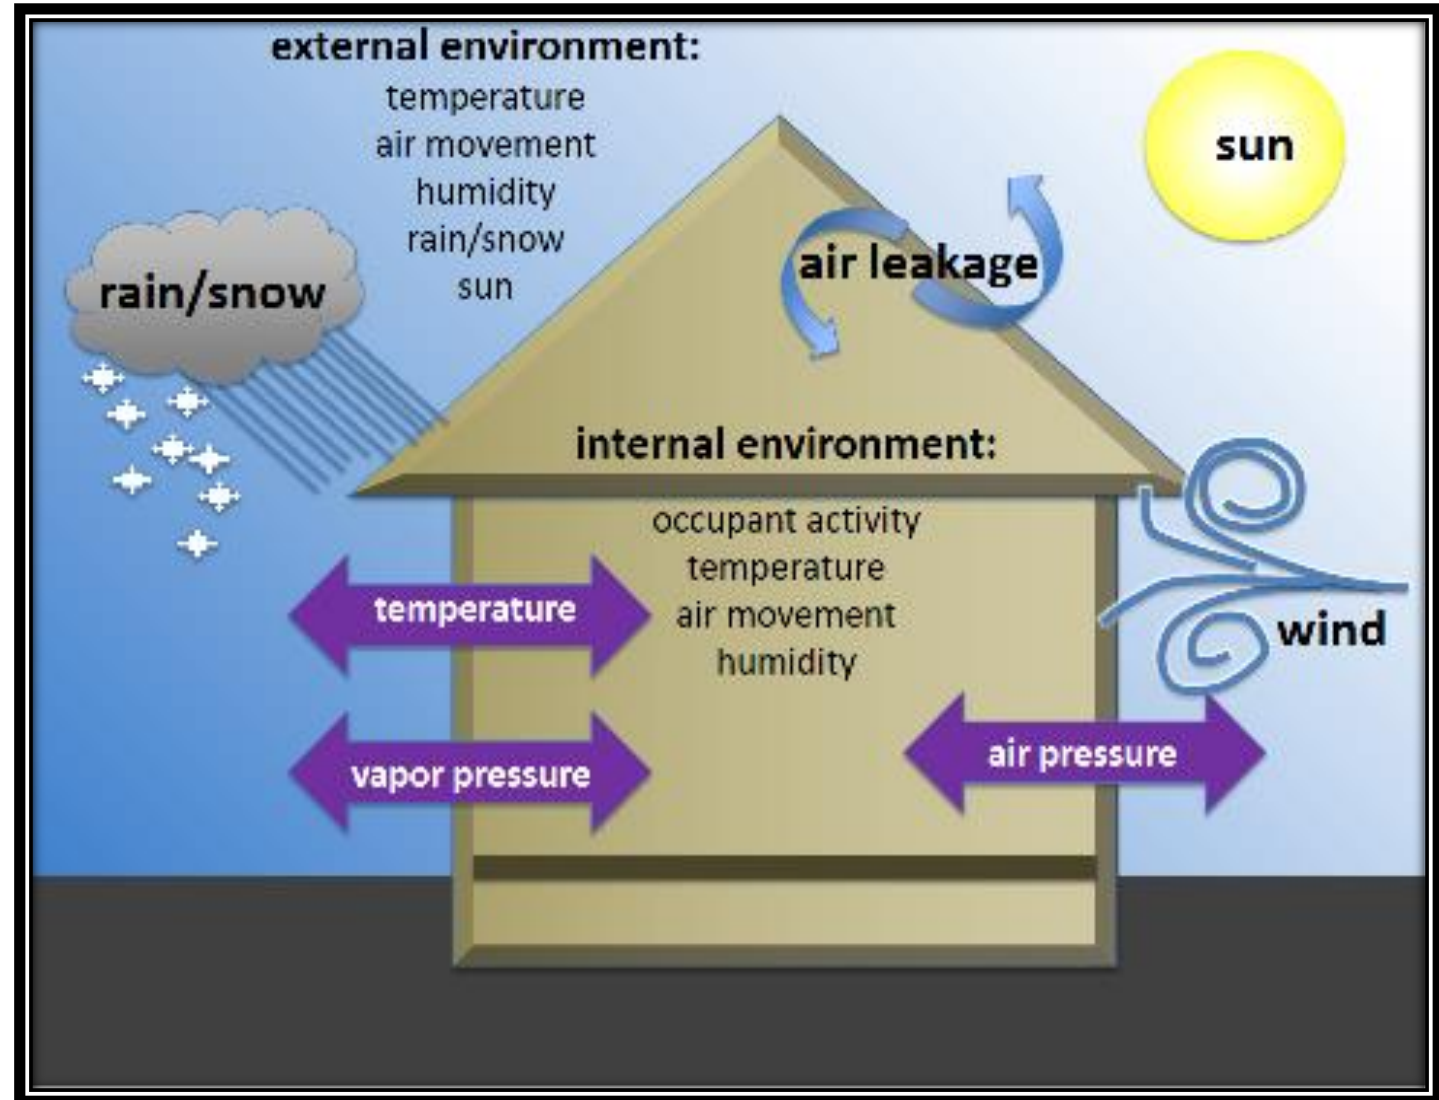 external environment:
temperature
air movement
humidity
rain/snow
sun
sun
rain/snow
air leakage
internal environment:
occupant activity
temperature
air movement
humidity
temperature
wind
vapor pressure
air pressure